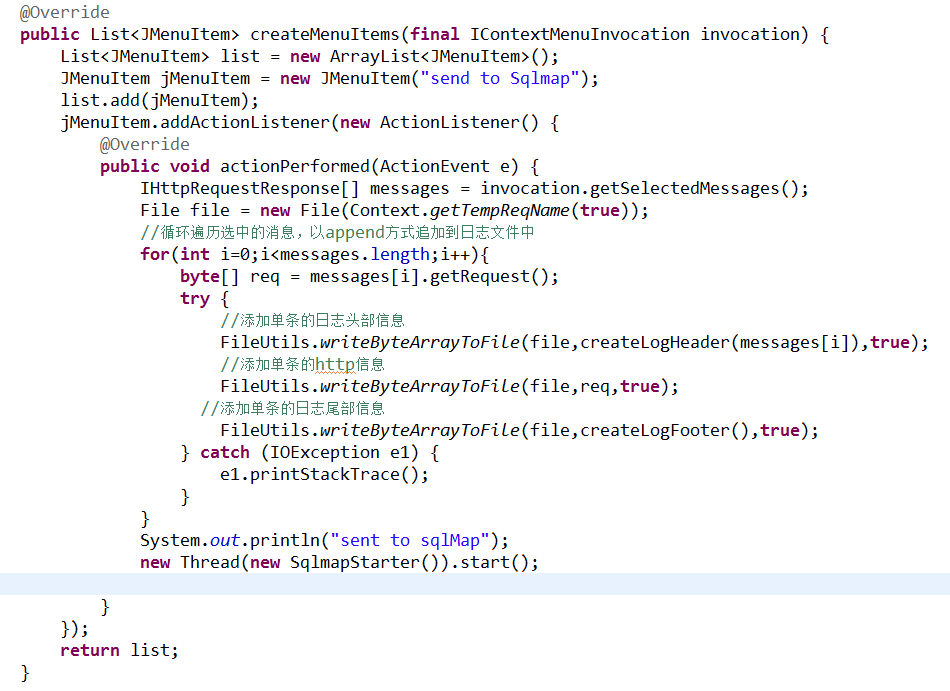 @Override
public List<JMenuItem> createMenuItems(final IContextMenuInvocation invocation) {
    List<JMenuItem> list = new ArrayList<JMenuItem>();
    JMenuItem jMenuItem = new JMenuItem("send to Sqlmap");
    list.add(jMenuItem);
    jMenuItem.addActionListener(new ActionListener() {
        @Override
        public void actionPerformed(ActionEvent e) {
            IHttpRequestResponse[] messages = invocation.getSelectedMessages();
            File file = new File(Context.getTempReqName(true));
            //循环遍历选中的消息，以append方式追加到日志文件中
            for(int i=0;i<messages.length;i++){
                byte[] req = messages[i].getRequest();
                try {
                    //添加单条的日志头部信息
                    FileUtils.writeByteArrayToFile(file,createLogHeader(messages[i]),true);
                    //添加单条的http信息
                    FileUtils.writeByteArrayToFile(file,req,true);
                  //添加单条的日志尾部信息
                    FileUtils.writeByteArrayToFile(file,createLogFooter(),true);
                } catch (IOException e1) {
                    e1.printStackTrace();
                }
            }
            System.out.println("sent to sqlMap");
            new Thread(new SqlmapStarter()).start();
        }
    });
    return list;
}